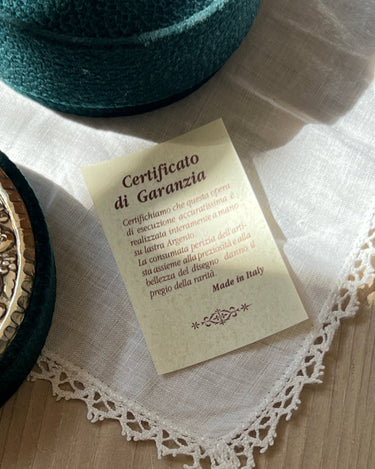 Certificato
di Garanzia
Certifichiamo che questa opera
di esecuzione accuratissima è
realizzata interamente a mano
su lastra Argento.
La consumata perizia dell'arti-
sta assieme alla preziosità e alla
bellezza del disegno danno il
pregio della rarità.
Made in Italy